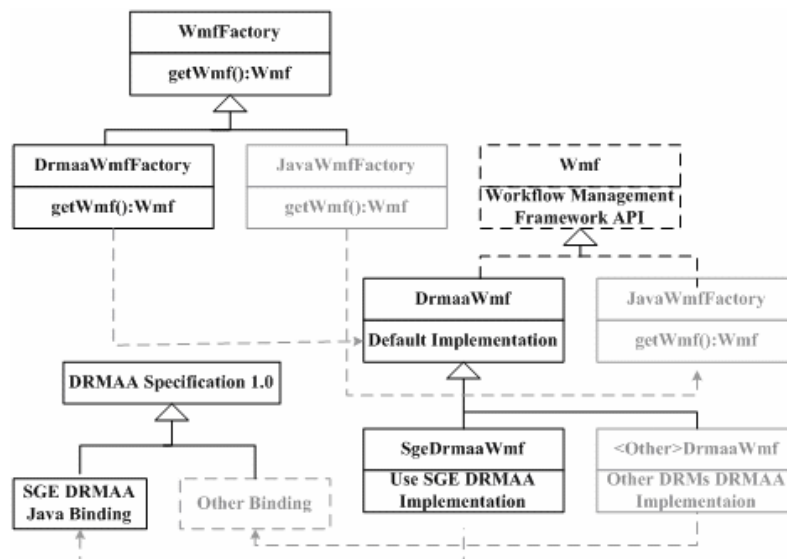 WmfFactory
getWmf():Wmf
DrmaaWmfFactory
getWmf():Wmf
JavaWmfFactory
getWmf():Wmf
Wmf
Workflow Management
Framework API
DrmaaWmf
Default Implementation
JavaWmfFactory
getWmf():Wmf
DRMAA Specification 1.0
SGE DRMAA
Java Binding
Other Binding
SgeDrmaaWmf
Use SGE DRMAA
Implementation
<Other>DrmaaWmf
Other DRMs DRMAA
Implementaion